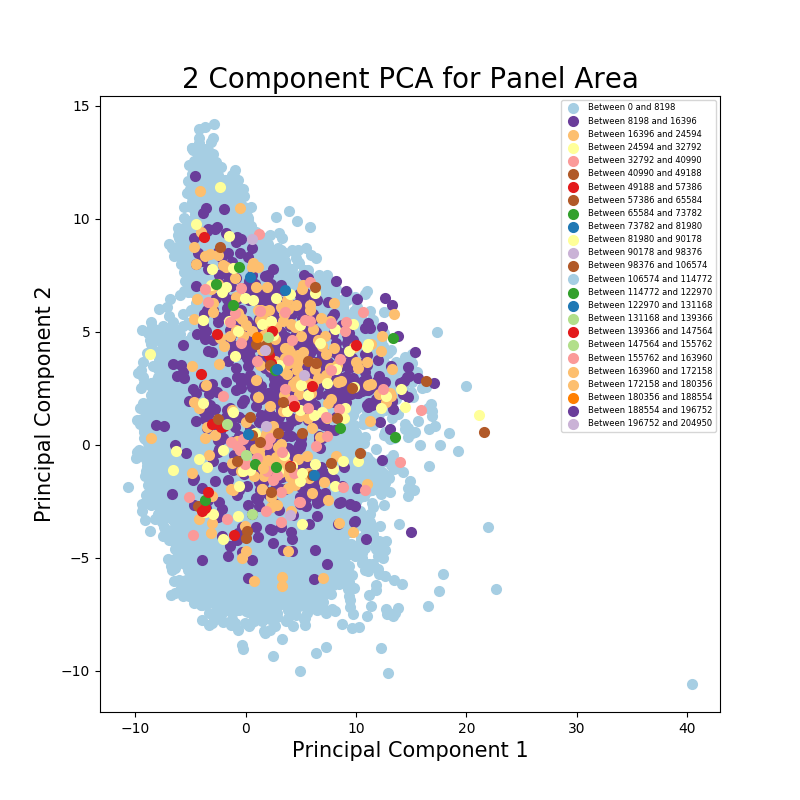 2 Component PCA for Panel Area
15
10
5
0
−5
−10
Principal Component 2
−10
0
10
20
30
40
Principal Component 1
Between 0 and 8198
Between 8198 and 16396
Between 16396 and 24594
Between 24594 and 32792
Between 32792 and 40990
Between 40990 and 49188
Between 49188 and 57386
Between 57386 and 65584
Between 65584 and 73782
Between 73782 and 81980
Between 81980 and 90178
Between 90178 and 98376
Between 98376 and 106574
Between 106574 and 114772
Between 114772 and 122970
Between 122970 and 131168
Between 131168 and 139366
Between 139366 and 147564
Between 147564 and 155762
Between 155762 and 163960
Between 163960 and 172158
Between 172158 and 180356
Between 180356 and 188554
Between 188554 and 196752
Between 196752 and 204950